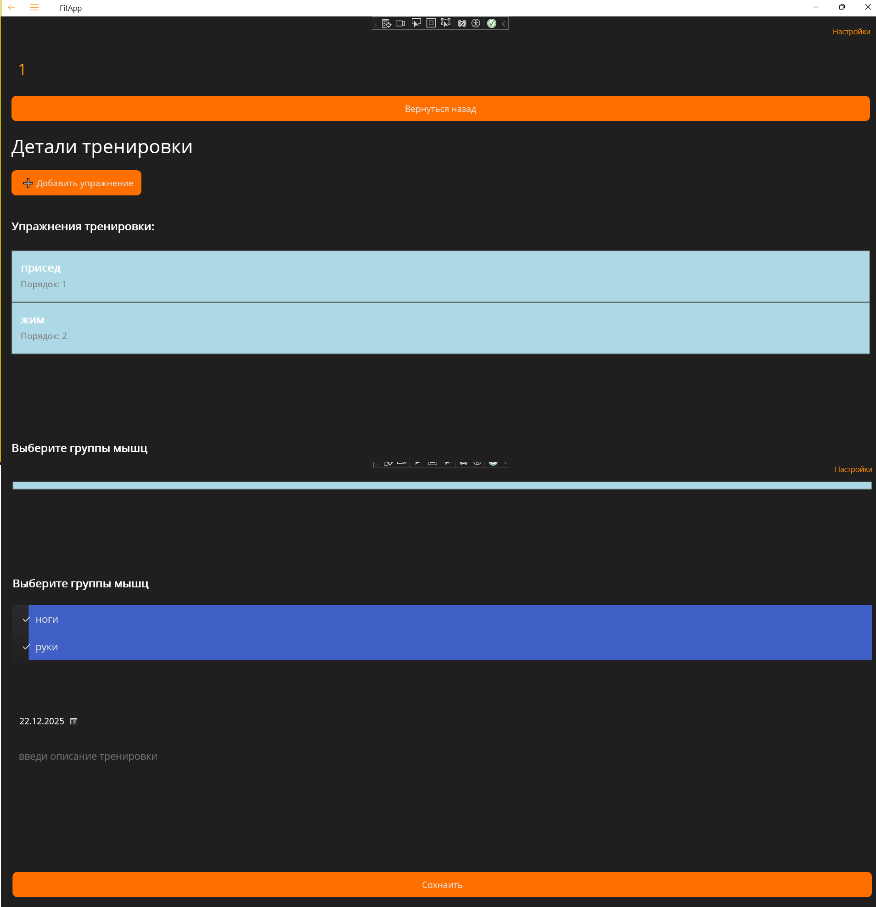 FitApp
Настройки
1
Вернуться назад
Детали тренировки
Добавить упражнение
Упражнения тренировки:
присед
Порядок: 1
жим
Порядок: 2
Выберите группы мышц
Настройки
Выберите группы мышц
ноги
руки
22.12.2025
введи описание тренировки
Сохнаить